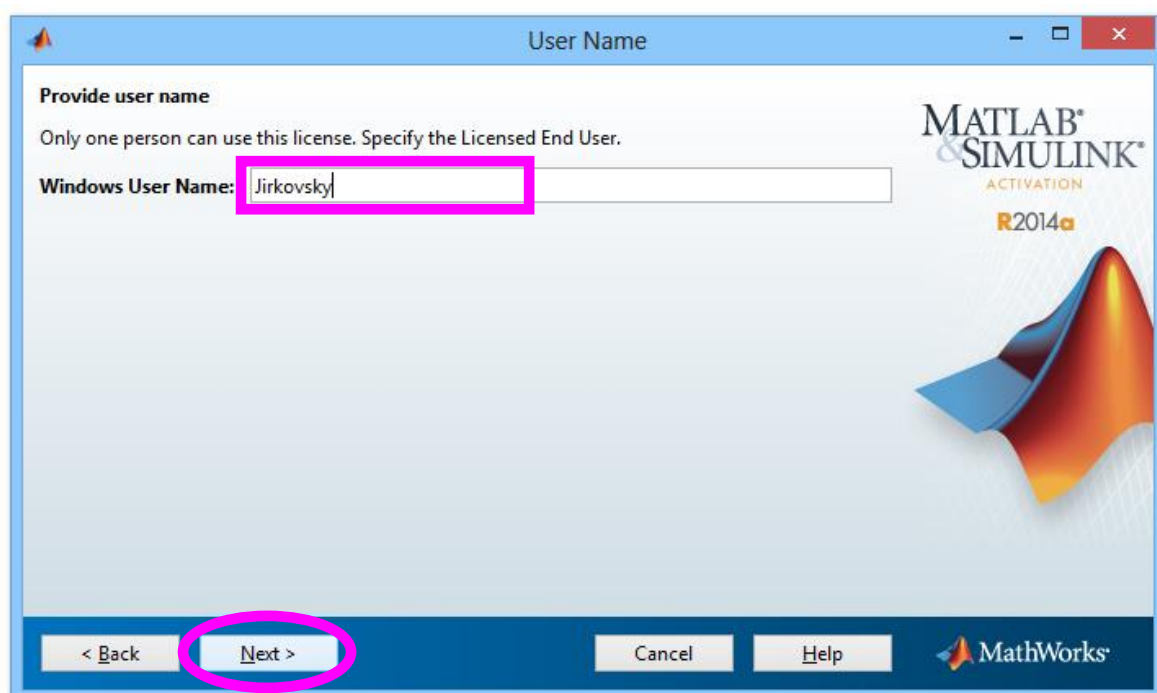 User Name
Provide user name
Only one person can use this license. Specify the Licensed End User.
Windows User Name: Jirkovsky
MATLAB®
&SIMULINK®
ACTIVATION
R2014a
< Back
Next >
Cancel
Help
MathWorks®